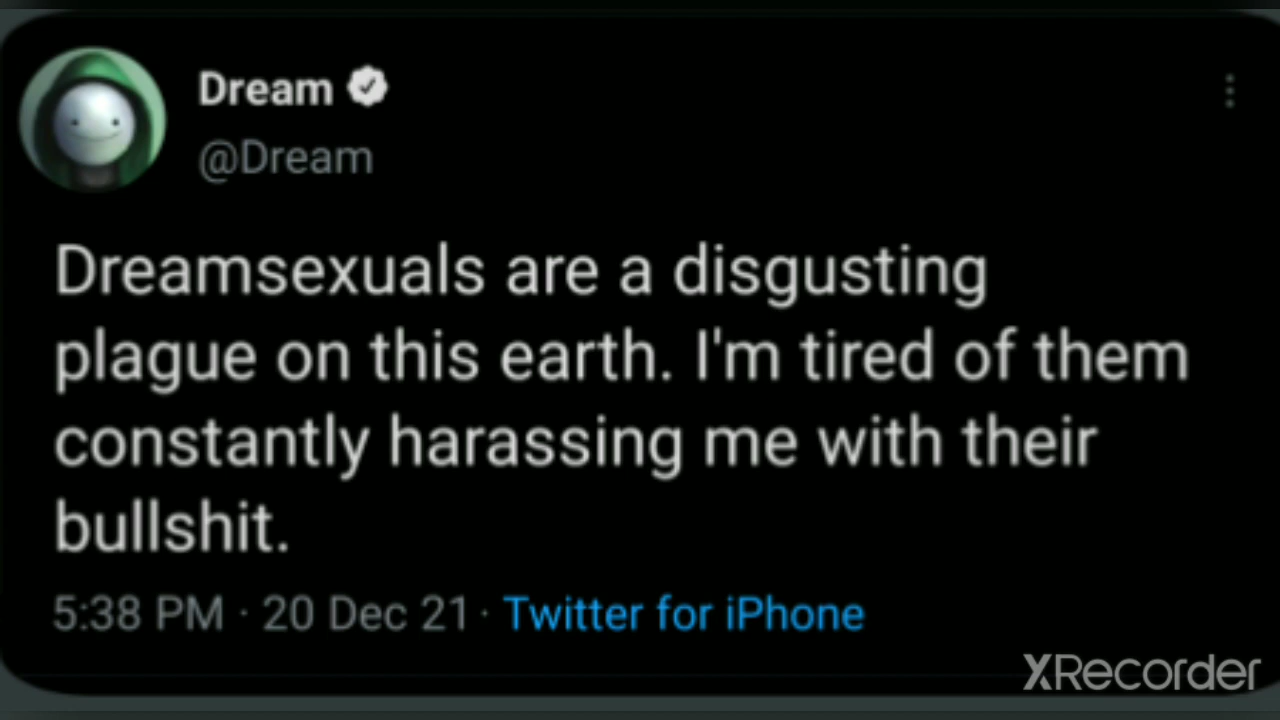 Dream
@Dream
Dreamsexuals are a disgusting
plague on this earth. I'm tired of them
constantly harassing me with their
bullshit.
5:38 PM · 20 Dec 21 · Twitter for iPhone
XRecorder